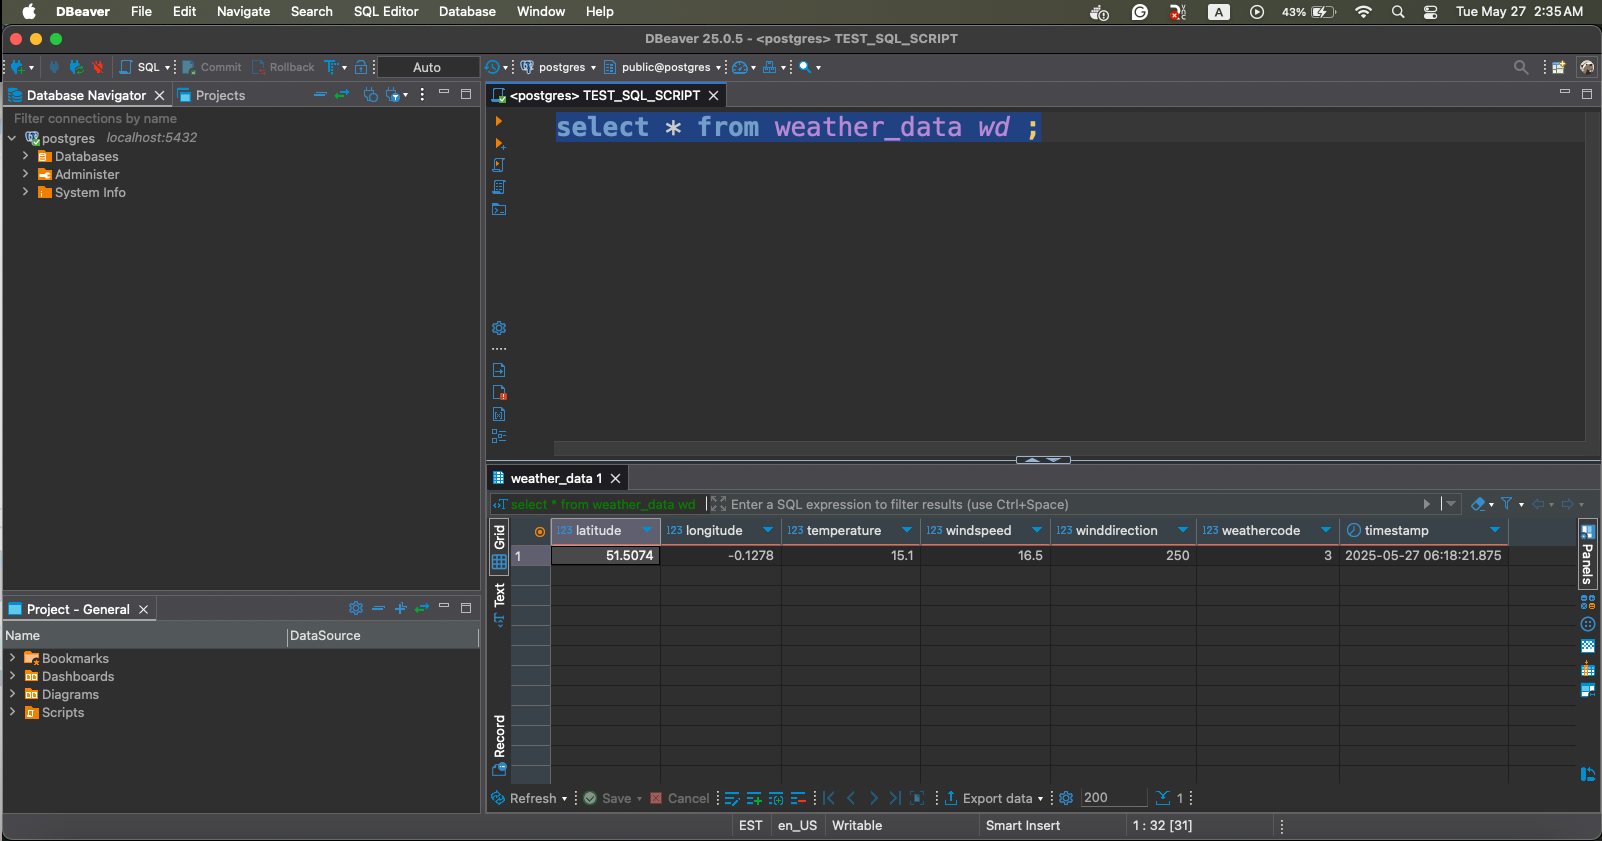 DBeaver File Edit Navigate Search SQL Editor Database Window Help A 43% Tue May 27 2:35 AM
DBeaver 25.0.5 - <postgres> TEST_SQL_SCRIPT
SQL Commit Rollback T Auto postgres public@postgres
Database Navigator Projects
<postgres> TEST_SQL_SCRIPT
Filter connections by name
postgres localhost:5432
Databases
Administer
System Info
select * from weather_data wd ;
weather_data 1
select * from weather_data wd Enter a SQL expression to filter results (use Ctrl+Space)
Grid
Text
Record
123 latitude 123 longitude 123 temperature 123 windspeed 123 winddirection 123 weathercode timestamp
1 51.5074 -0.1278 15.1 16.5 250 3 2025-05-27 06:18:21.875
Panels
Project - General
Name DataSource
Bookmarks
Dashboards
Diagrams
Scripts
Refresh Save Cancel Export data 200 1
EST en_US Writable Smart Insert 1 : 32 [31]